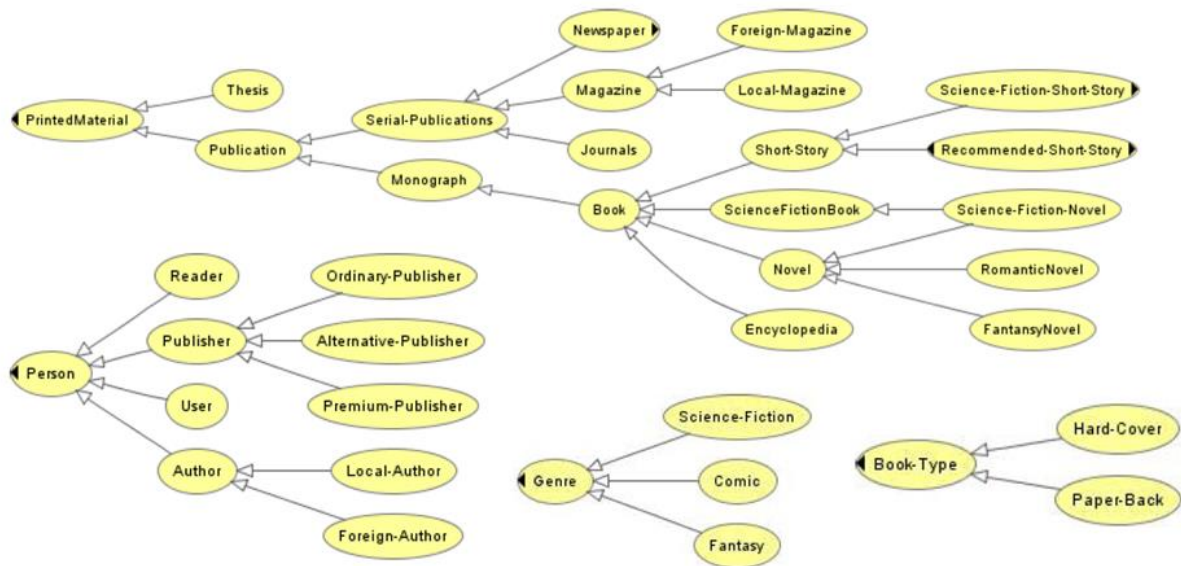 Newspaper
Foreign-Magazine
Thesis
Magazine
Local-Magazine
Science-Fiction-Short-Story
PrintedMaterial
Serial-Publications
Publication
Journals
Short-Story
Recommended-Short-Story
Monograph
Book
ScienceFictionBook
Science-Fiction-Novel
Novel
RomanticNovel
Encyclopedia
FantansyNovel
Reader
Ordinary-Publisher
Publisher
Alternative-Publisher
Person
User
Premium-Publisher
Author
Local-Author
Foreign-Author
Science-Fiction
Genre
Comic
Fantasy
Hard-Cover
Book-Type
Paper-Back